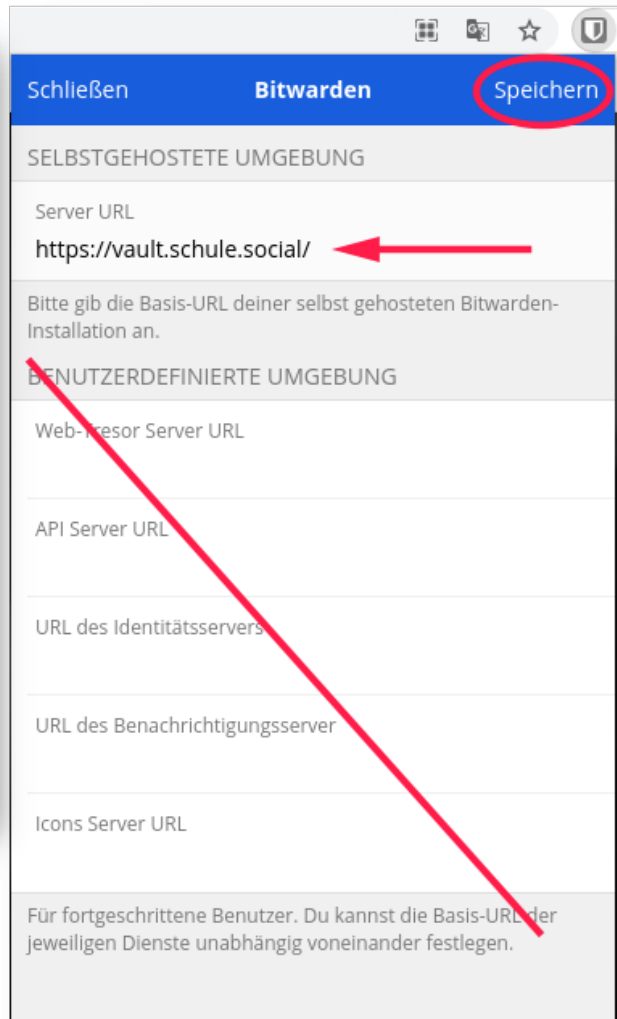 Schließen Bitwarden Speichern
SELBSTGEHOSTETE UMGEBUNG
Server URL
https://vault.schule.social/
Bitte gib die Basis-URL deiner selbst gehosteten Bitwarden-
Installation an.
BENUTZERDEFINIERTE UMGEBUNG
Web-Tresor Server URL
API Server URL
URL des Identitätsservers
URL des Benachrichtigungsserver
Icons Server URL
Für fortgeschrittene Benutzer. Du kannst die Basis-URL der
jeweiligen Dienste unabhängig voneinander festlegen.